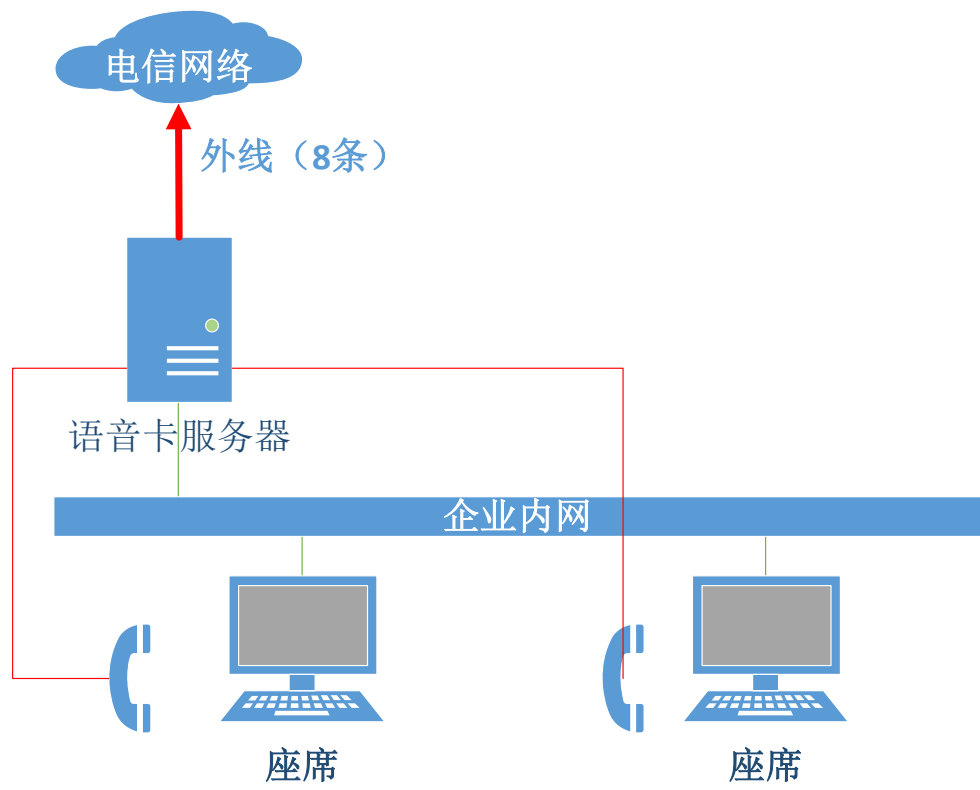 电信网络
外线（8条）
语音卡服务器
企业内网
座席
座席